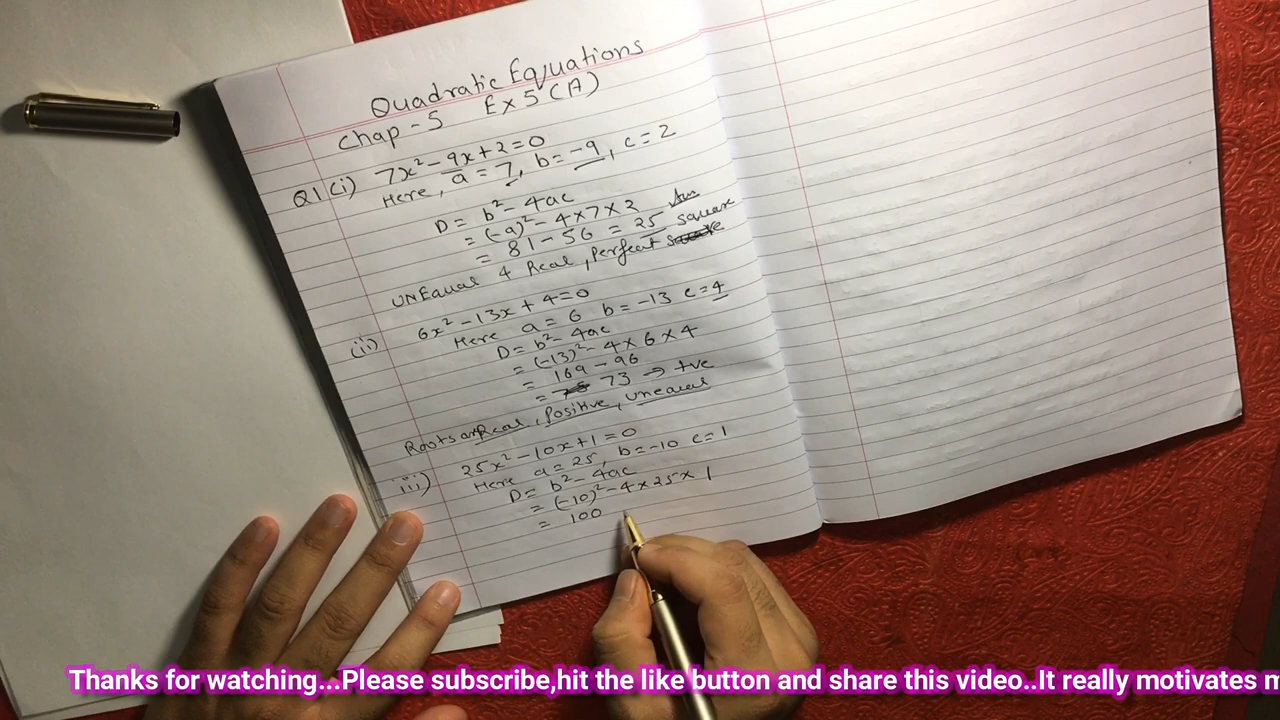 Quadratic Equations
Chap-5 Ex 5(A)
Q1(i) 7x²-9x+2=0
Here, a=7, b=-9, c=2
D= b²-4ac
= (-9)²-4×7×2
= 81-56 = 25 Ans
UNEqual & Real, Perfect square
(ii) 6x²-13x+4=0
Here a=6 b=-13 c=4
D= b²-4ac
= (-13)²-4×6×4
= 169-96
= 73 → +ve
Roots are Real, Positive, unequal
iii) 25x²-10x+1=0
Here a=25, b=-10 c=1
D= b²-4ac
= (-10)²-4×25×1
= 100
Thanks for watching...Please subscribe,hit the like button and share this video..It really motivates m